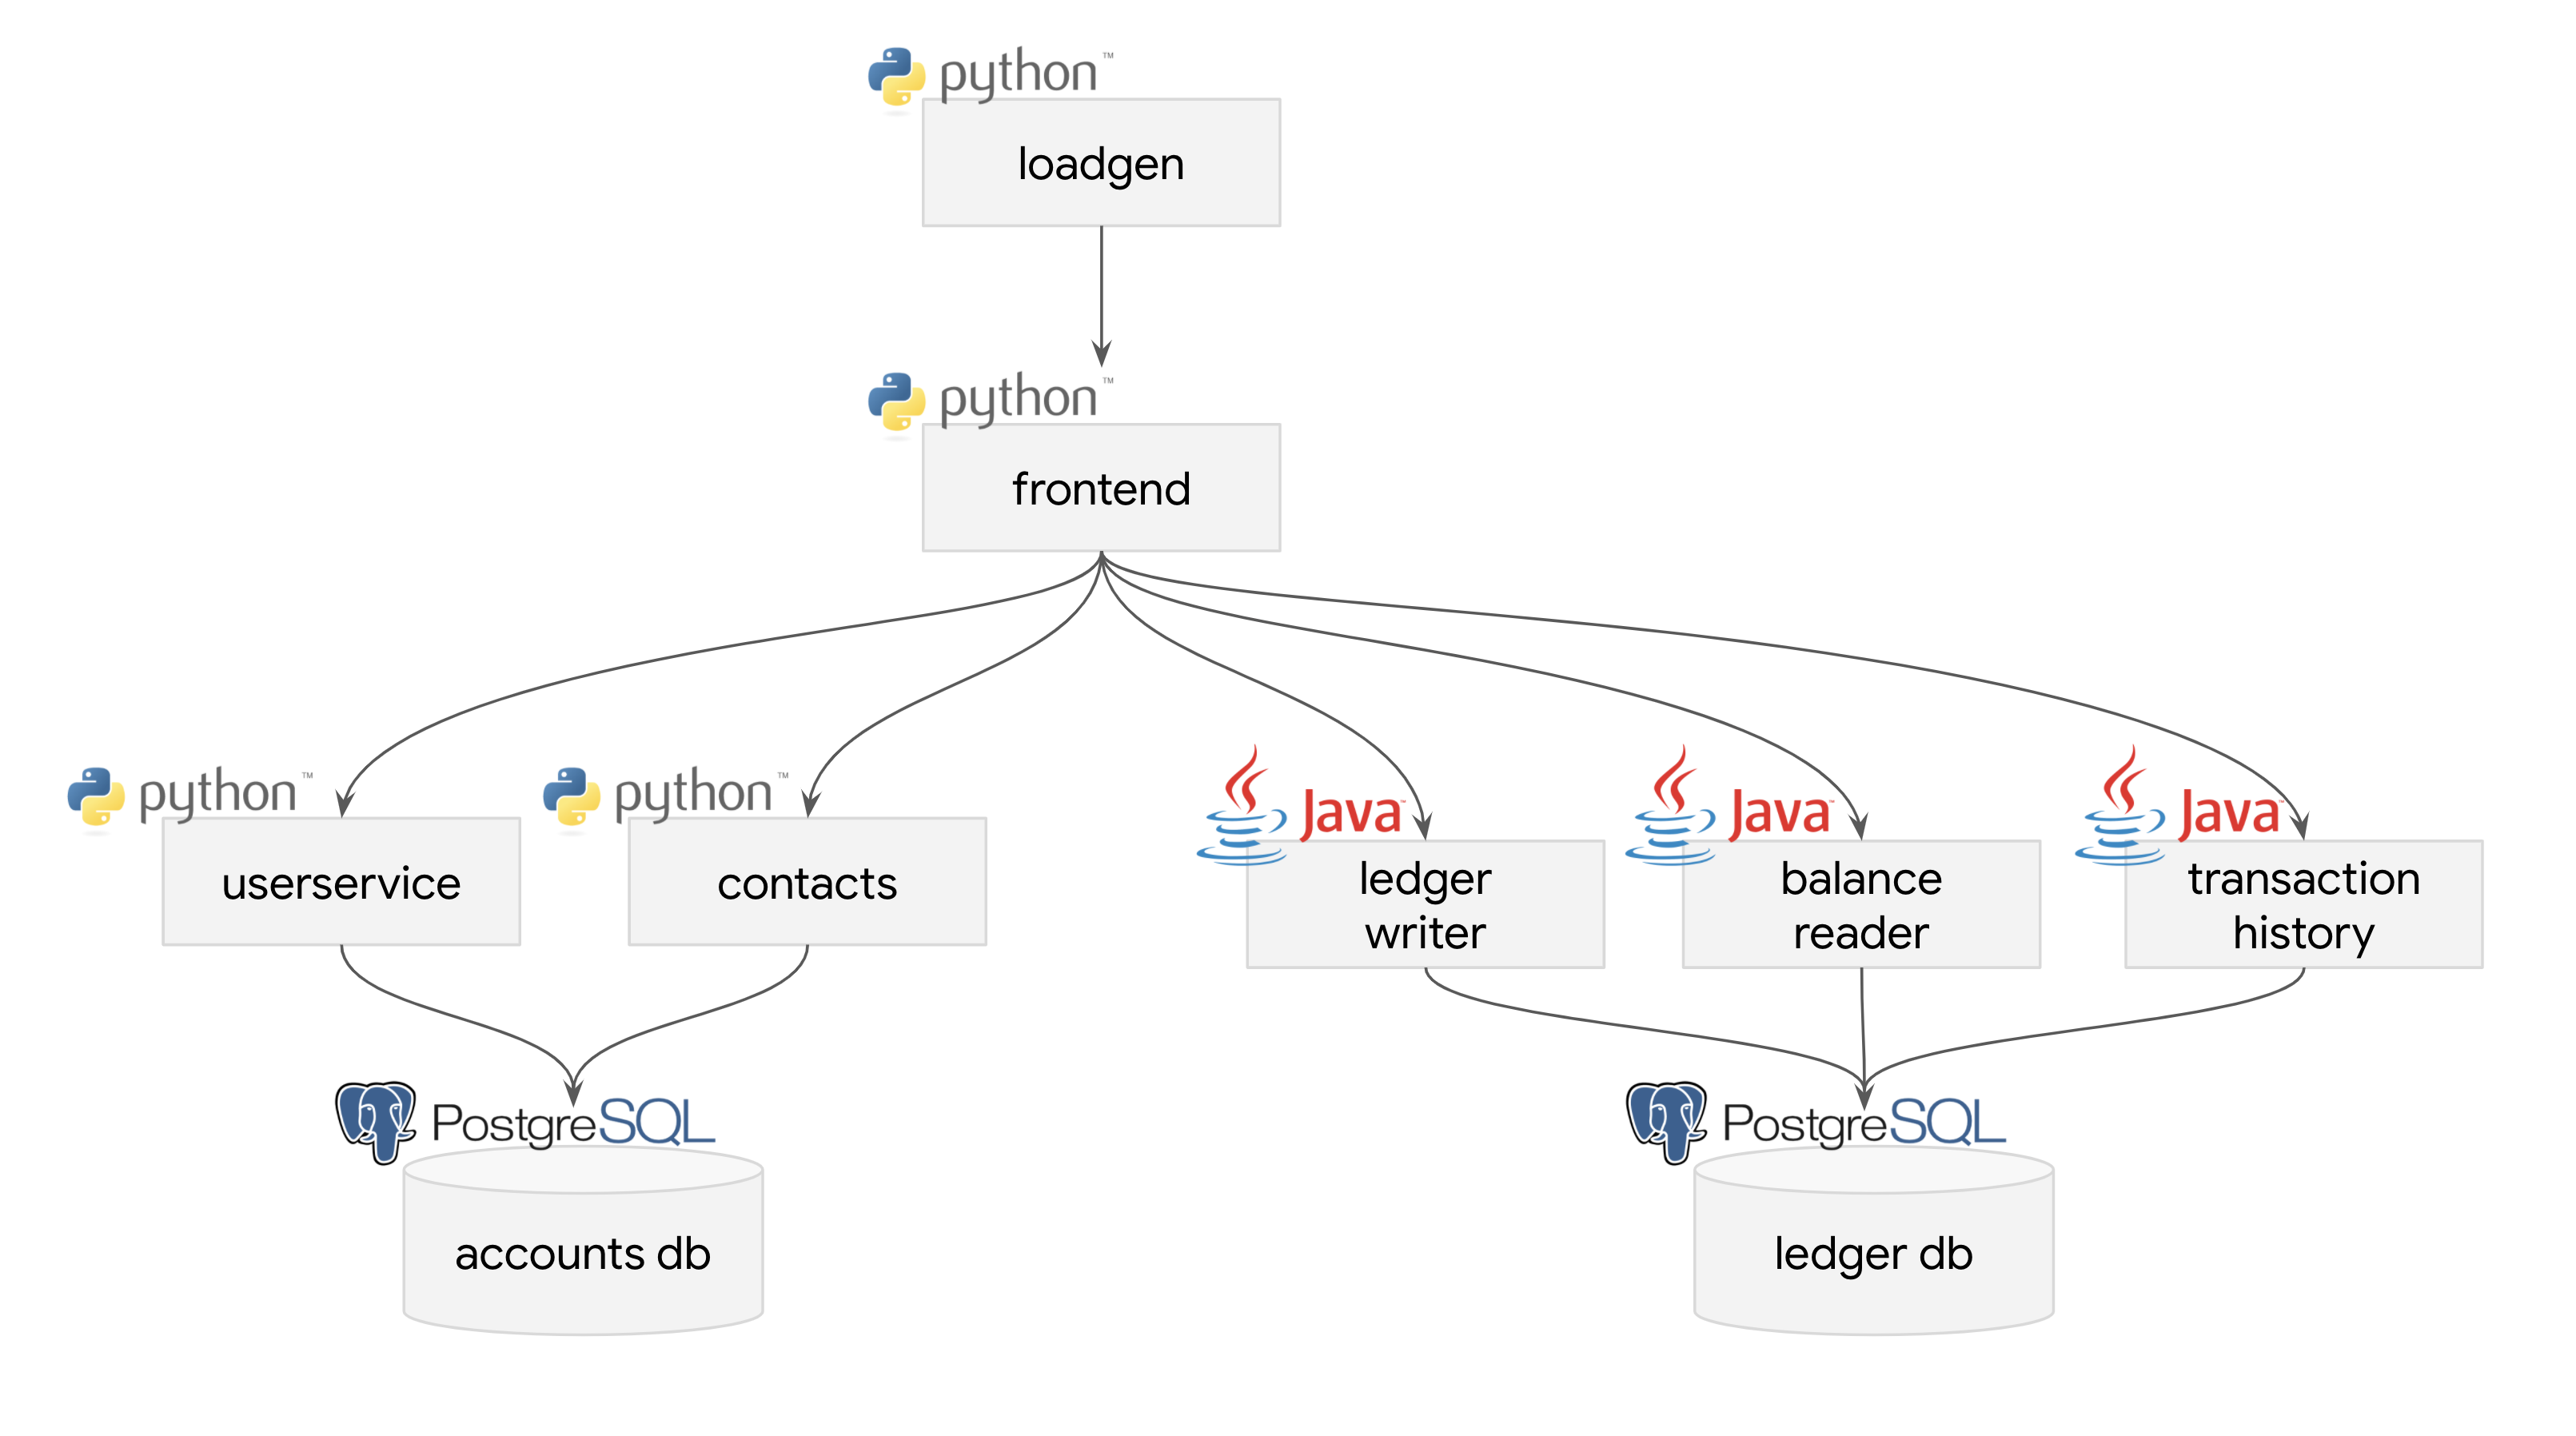 python™
loadgen
python™
frontend
python™
userservice
python™
contacts
Java™
ledger
writer
Java™
balance
reader
Java™
transaction
history
PostgreSQL
accounts db
PostgreSQL
ledger db